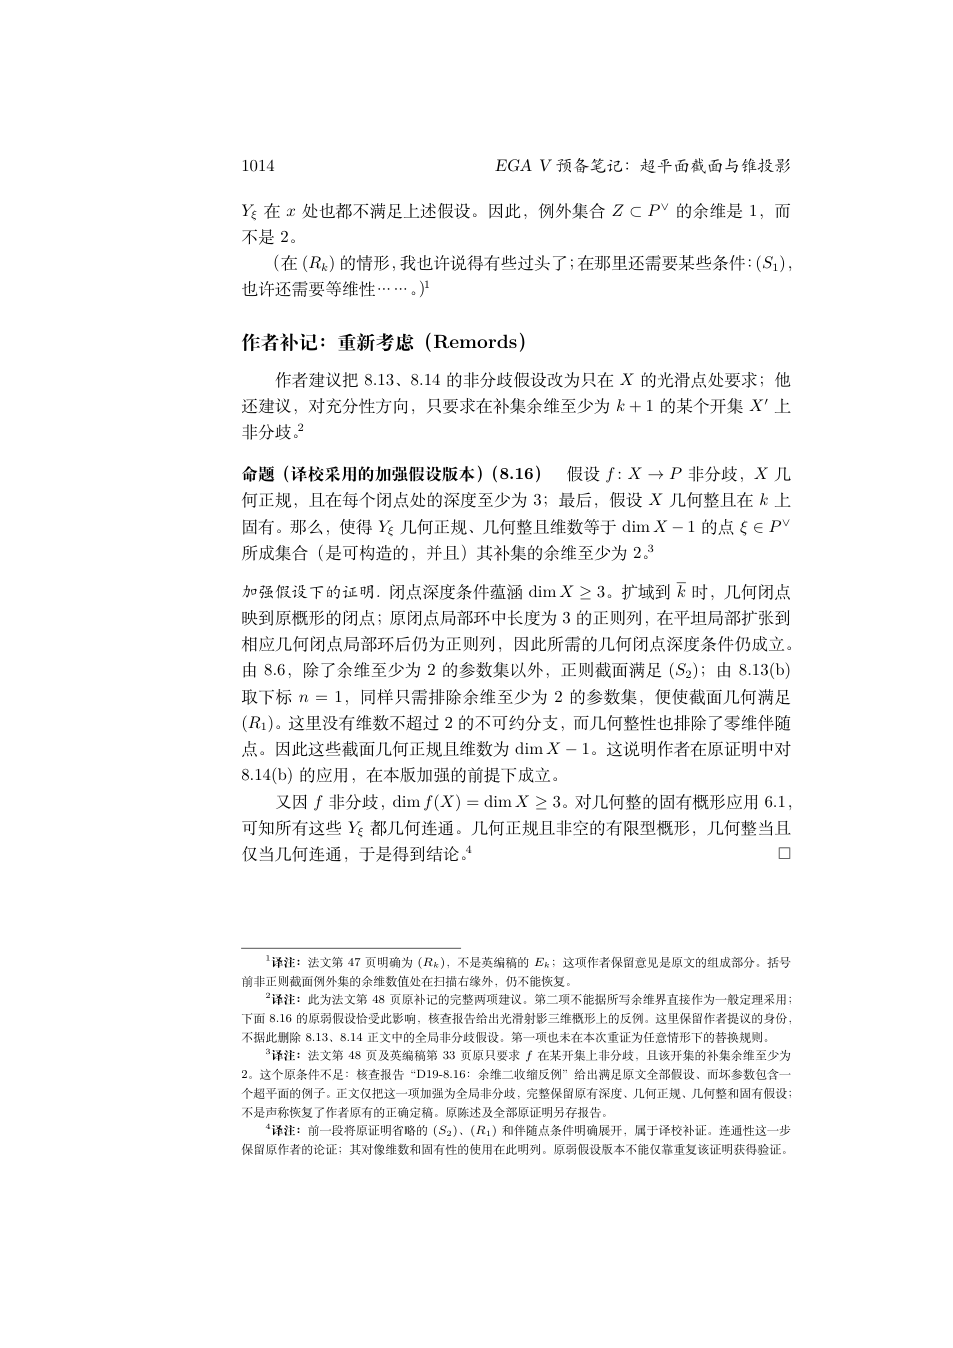 1014 EGA V 预备笔记：超平面截面与锥投影
Yξ 在 x 处也都不满足上述假设。因此，例外集合 Z ⊂ P∨ 的余维是 1，而
不是 2。
（在 (Rk) 的情形，我也许说得有些过头了；在那里还需要某些条件：(S1)，
也许还需要等维性……。）1
作者补记：重新考虑（Remords）
作者建议把 8.13、8.14 的非分歧假设改为只在 X 的光滑点处要求；他
还建议，对充分性方向，只要求在补集余维至少为 k + 1 的某个开集 X′ 上
非分歧。2
命题（译校采用的加强假设版本）(8.16) 假设 f : X → P 非分歧，X 几
何正规，且在每个闭点处的深度至少为 3；最后，假设 X 几何整且在 k 上
固有。那么，使得 Yξ 几何正规、几何整且维数等于 dim X − 1 的点 ξ ∈ P∨
所成集合（是可构造的，并且）其补集的余维至少为 2。3
加强假设下的证明. 闭点深度条件蕴涵 dim X ≥ 3。扩域到 k̅ 时，几何闭点
映到原概形的闭点；原闭点局部环中长度为 3 的正则列，在平坦局部扩张到
相应几何闭点局部环后仍为正则列，因此所需的几何闭点深度条件仍成立。
由 8.6，除了余维至少为 2 的参数集以外，正则截面满足 (S2)；由 8.13(b)
取下标 n = 1，同样只需排除余维至少为 2 的参数集，便使截面几何满足
(R1)。这里没有维数不超过 2 的不可约分支，而几何整性也排除了零维伴随
点。因此这些截面几何正规且维数为 dim X − 1。这说明作者在原证明中对
8.14(b) 的应用，在本版加强的前提下成立。
又因 f 非分歧，dim f(X) = dim X ≥ 3。对几何整的固有概形应用 6.1，
可知所有这些 Yξ 都几何连通。几何正规且非空的有限型概形，几何整当且
仅当几何连通，于是得到结论。4 □
1译注：法文第 47 页明确为 (Rk)，不是英编稿的 Ek；这项作者保留意见是原文的组成部分。括号
前非正则截面例外集的余维数值处在扫描右缘外，仍不能恢复。
2译注：此为法文第 48 页原补记的完整两项建议。第二项不能据所写余维界直接作为一般定理采用；
下面 8.16 的原弱假设恰受此影响，核查报告给出光滑射影三维概形上的反例。这里保留作者提议的身份，
不据此删除 8.13、8.14 正文中的全局非分歧假设。第一项也未在本次重证为任意情形下的替换规则。
3译注：法文第 48 页及英编稿第 33 页原只要求 f 在某开集上非分歧，且该开集的补集余维至少为
2。这个原条件不足：核查报告“D19-8.16：余维二收缩反例”给出满足原文全部假设、而坏参数包含一
个超平面的例子。正文仅把这一项加强为全局非分歧，完整保留原有深度、几何正规、几何整和固有假设；
不是声称恢复了作者原有的正确定稿。原陈述及全部原证明另存报告。
4译注：前一段将原证明省略的 (S2)、(R1) 和伴随点条件明确展开，属于译校补证。连通性这一步
保留原作者的论证；其对像维数和固有性的使用在此明列。原弱假设版本不能仅靠重复该证明获得验证。